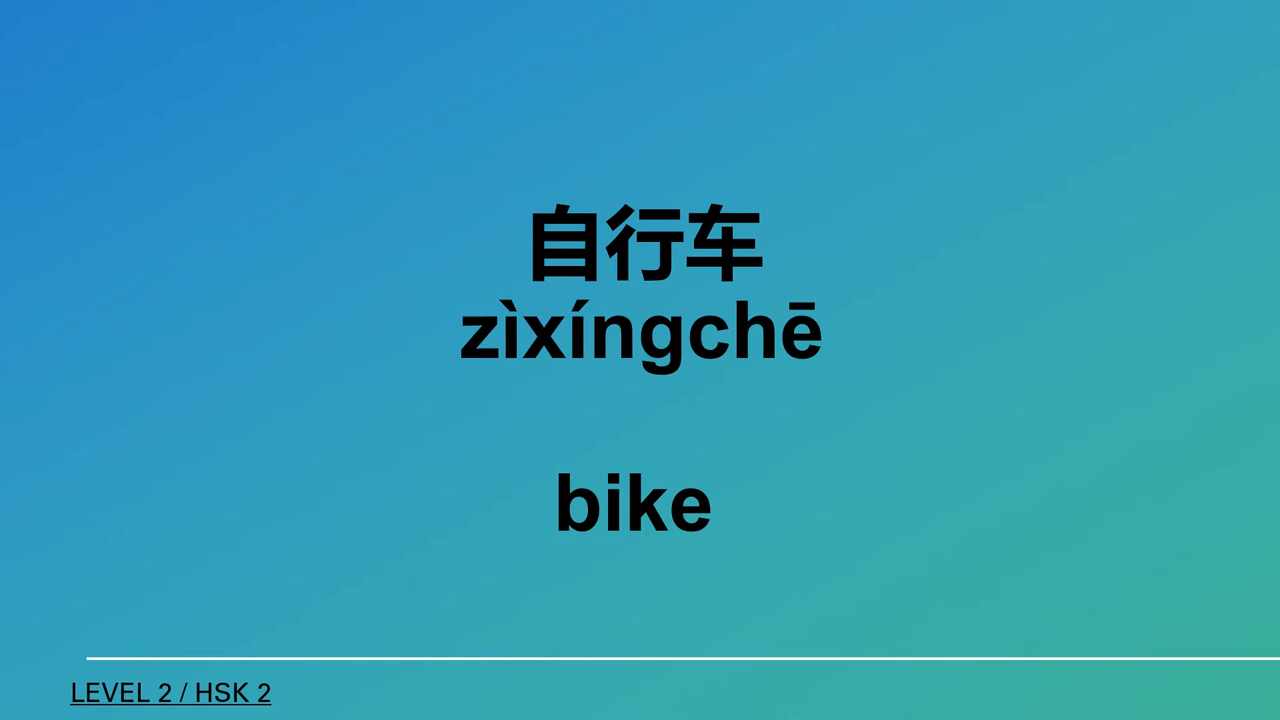 自行车
zìxíngchē
bike
LEVEL 2 / HSK 2